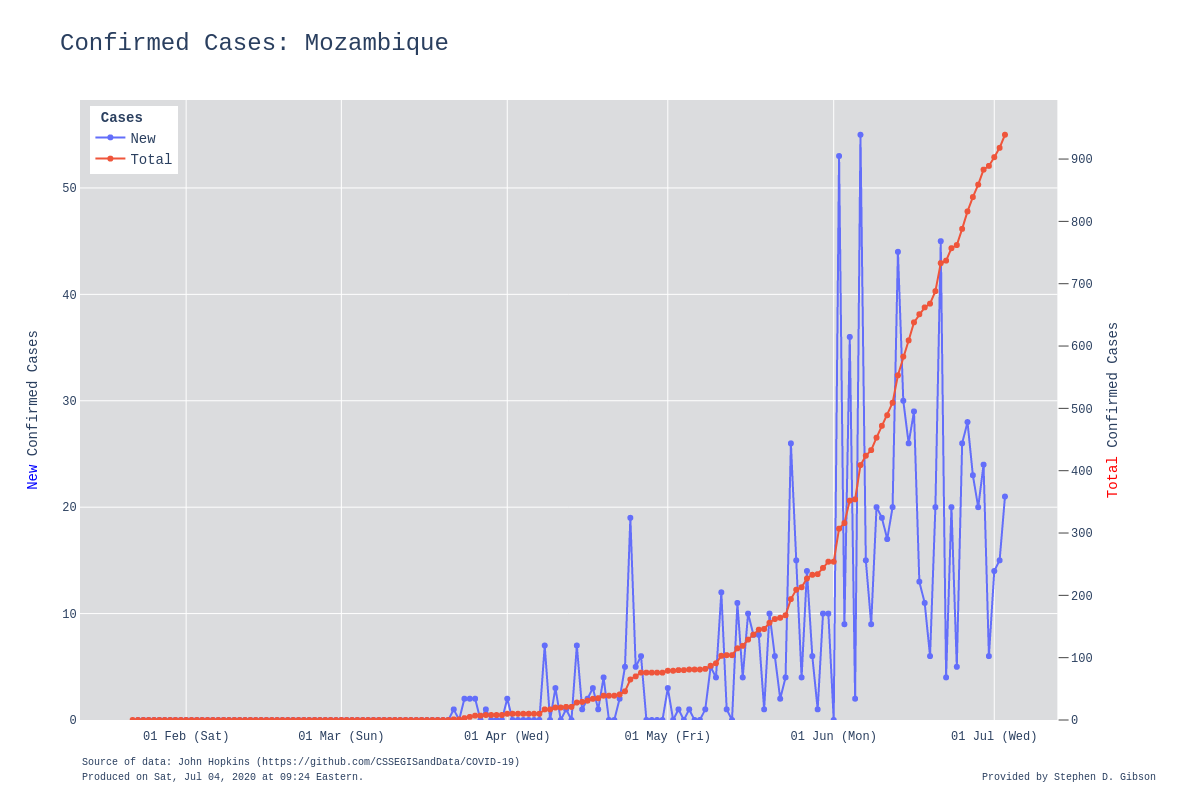 Confirmed Cases: Mozambique
Cases
New
Total
50
40
30
20
10
0
New Confirmed Cases
900
800
700
600
500
400
300
200
100
0
Total Confirmed Cases
01 Feb (Sat)
01 Mar (Sun)
01 Apr (Wed)
01 May (Fri)
01 Jun (Mon)
01 Jul (Wed)
Source of data: John Hopkins (https://github.com/CSSEGISandData/COVID-19)
Produced on Sat, Jul 04, 2020 at 09:24 Eastern.
Provided by Stephen D. Gibson